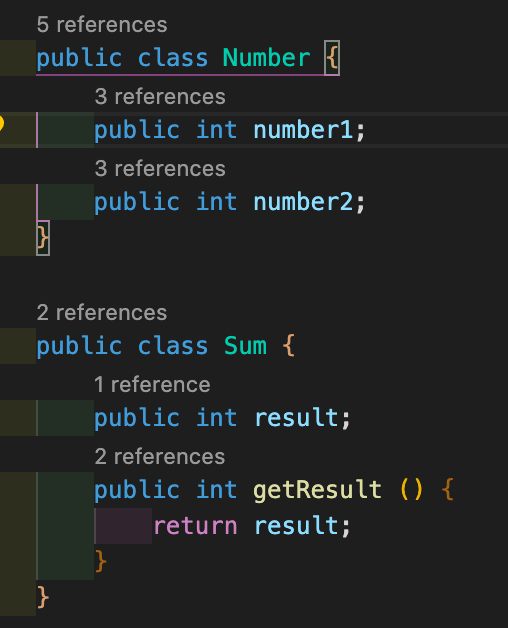 5 references
public class Number {
3 references
public int number1;
3 references
public int number2;
}
2 references
public class Sum {
1 reference
public int result;
2 references
public int getResult () {
return result;
}
}